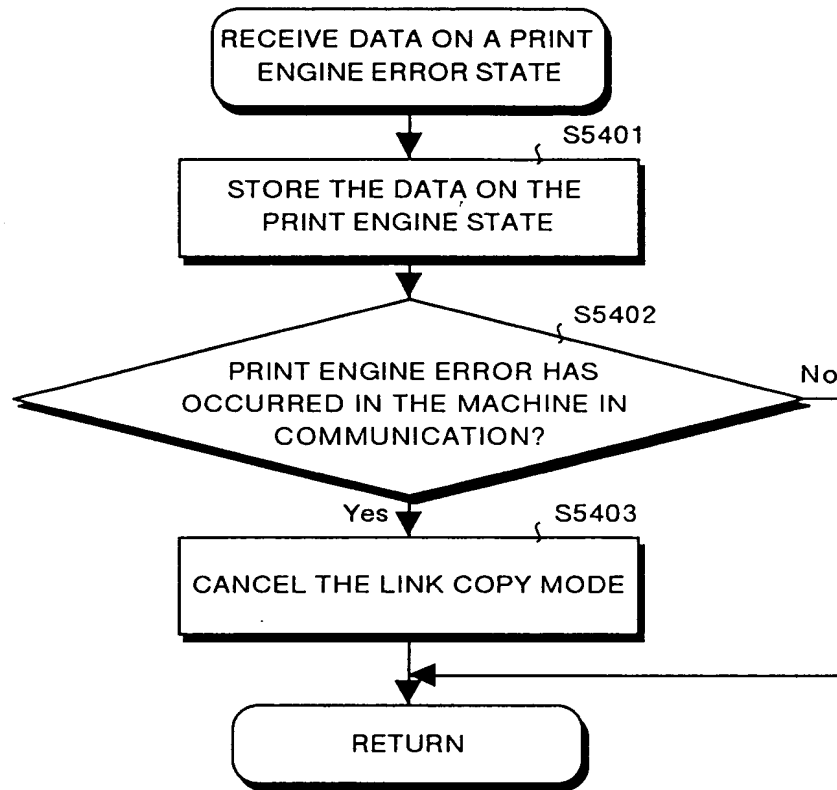 RECEIVE DATA ON A PRINT
ENGINE ERROR STATE
S5401
STORE THE DATA ON THE
PRINT ENGINE STATE
S5402
PRINT ENGINE ERROR HAS
OCCURRED IN THE MACHINE IN
COMMUNICATION?
No
Yes
S5403
CANCEL THE LINK COPY MODE
RETURN